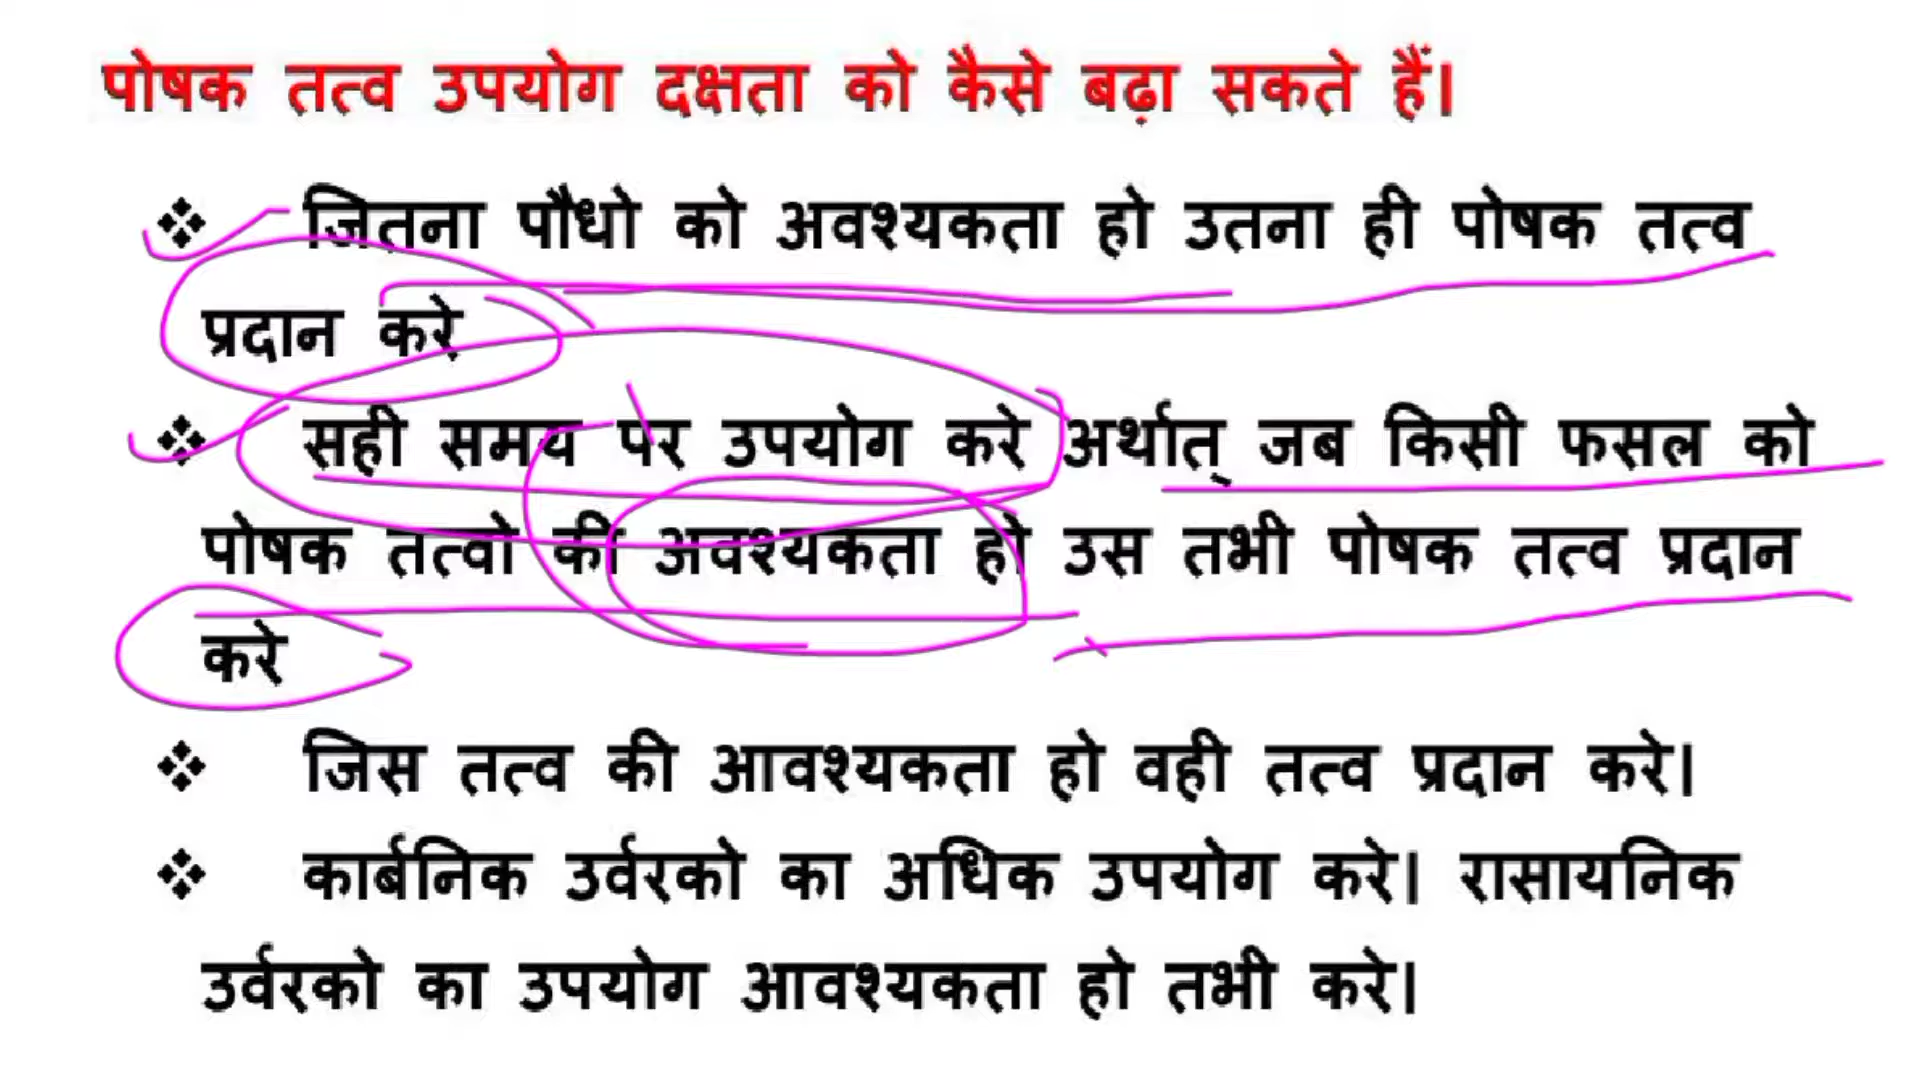 पोषक तत्व उपयोग दक्षता को कैसे बढ़ा सकते हैं।
❖ जितना पौधो को अवश्यकता हो उतना ही पोषक तत्व
प्रदान करे
❖ सही समय पर उपयोग करे अर्थात् जब किसी फसल को
पोषक तत्वो की अवश्यकता हो उस तभी पोषक तत्व प्रदान
करे
❖ जिस तत्व की आवश्यकता हो वही तत्व प्रदान करे।
❖ कार्बनिक उर्वरको का अधिक उपयोग करे। रासायनिक
उर्वरको का उपयोग आवश्यकता हो तभी करे।